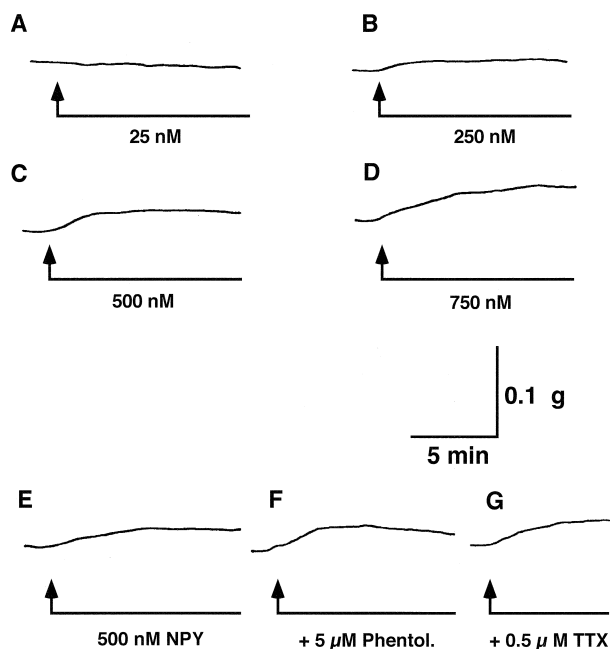 A
B
25 nM
250 nM
C
D
500 nM
750 nM
0.1 g
5 min
E
F
G
500 nM NPY
+ 5 µM Phentol.
+ 0.5 µ M TTX